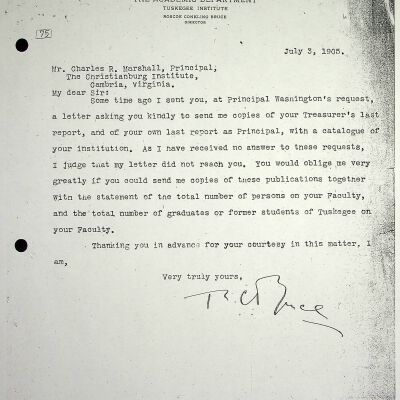 THE ACADEMIC DEPARTMENT
TUSKEGEE INSTITUTE
ROSCOE CONKLING BRUCE
DIRECTOR
75
July 3, 1905.
Mr. Charles R. Marshall, Principal,
The Christianburg Institute,
Cambria, Virginia.
My dear Sir:
Some time ago I sent you, at Principal Washington's request,
a letter asking you kindly to send me copies of your Treasurer's last
report, and of your own last report as Principal, with a catalogue of
your institution. As I have received no answer to these requests,
I judge that my letter did not reach you. You would oblige me very
greatly if you could send me copies of these publications together
with the statement of the total number of persons on your Faculty,
and the total number of graduates or former students of Tuskegee on
your Faculty.
Thanking you in advance for your courtesy in this matter, I
am,
Very truly yours,
R C Bruce